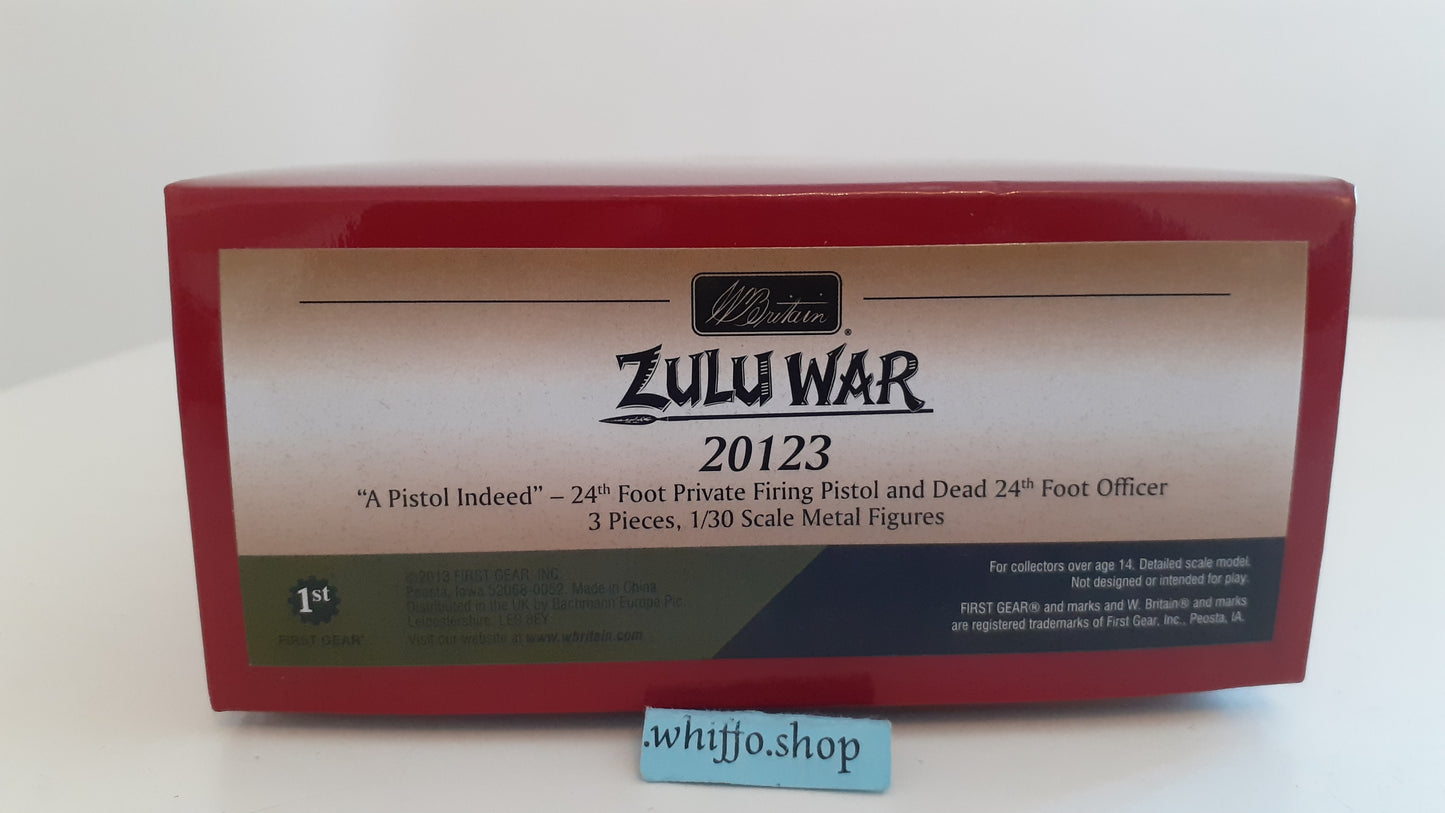 WBritain®
ZULU WAR
20123
“A Pistol Indeed” – 24th Foot Private Firing Pistol and Dead 24th Foot Officer
3 Pieces, 1/30 Scale Metal Figures
1st
FIRST GEAR
©2013 FIRST GEAR, INC.
Peosta, Iowa 52068-0052. Made in China.
Distributed in the UK by Bachmann Europe Plc.
Leicestershire. LE9 8EY
Visit our website at www.wbritain.com
For collectors over age 14. Detailed scale model.
Not designed or intended for play.
FIRST GEAR® and marks and W. Britain® and marks
are registered trademarks of First Gear, Inc., Peosta, IA.
.whiffo.shop